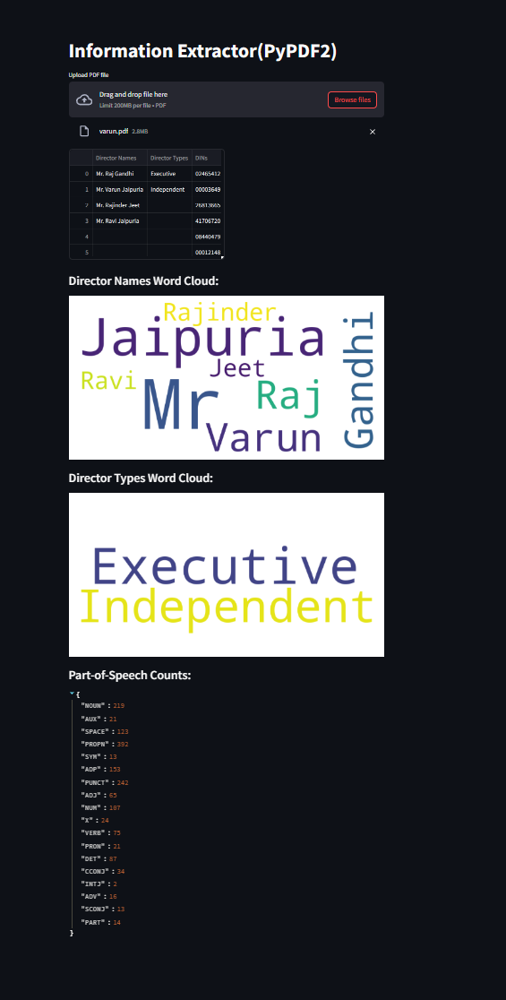 Information Extractor(PyPDF2)
Upload PDF file
Drag and drop file here
Limit 200MB per file • PDF
Browse files
varun.pdf 2.8MB
Director Names Director Types DINs
0 Mr. Raj Gandhi Executive 02465412
1 Mr. Varun Jaipuria Independent 00003649
2 Mr. Rajinder Jeet 76813665
3 Mr. Ravi Jaipuria 41706720
4 08440479
5 00012148
Director Names Word Cloud:
Rajinder
Jaipuria
Gandhi
Ravi
Jeet
Mr
Raj
Varun
Director Types Word Cloud:
Executive
Independent
Part-of-Speech Counts:
{
"NOUN" : 219
"AUX" : 21
"SPACE" : 123
"PROPN" : 392
"SYM" : 13
"ADP" : 153
"PUNCT" : 242
"ADJ" : 65
"NUM" : 107
"X" : 24
"VERB" : 75
"PRON" : 21
"DET" : 87
"CCONJ" : 34
"INTJ" : 2
"ADV" : 16
"SCONJ" : 13
"PART" : 14
}